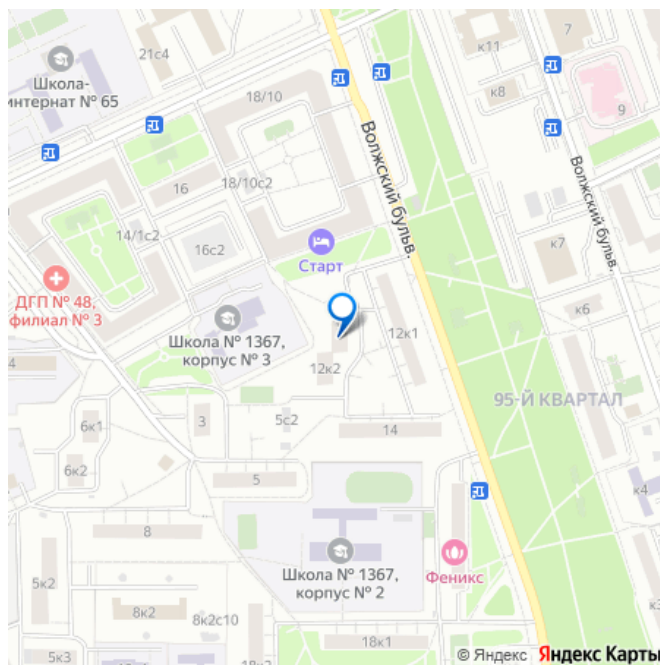 21с4
к11
7
Школа-
интернат № 65
к8
9
18/10
Волжский бульв.
16
18/10с2
Волжский бульв.
14/1с2
16с2
Старт
к7
ДГП № 48,
филиал № 3
Школа № 1367,
корпус № 3
12к1
к6
4
12к2
95-Й КВАРТАЛ
6к1
3
5с2
14
6к2
5
к4
8
Школа № 1367,
корпус № 2
Феникс
5к2
8к2
8к2с10
к3
5к3
18к2
18к1
© Яндекс Яндекс Карты